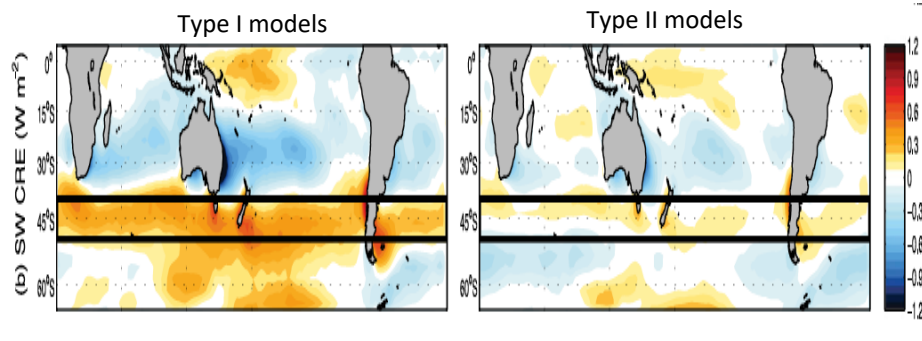 Type I models
Type II models
(b) SW CRE (W m⁻²)
0°
15°S
30°S
45°S
60°S
0°
15°S
30°S
45°S
60°S
1.2
0.9
0.6
0.3
0
-0.3
-0.6
-0.9
-1.2